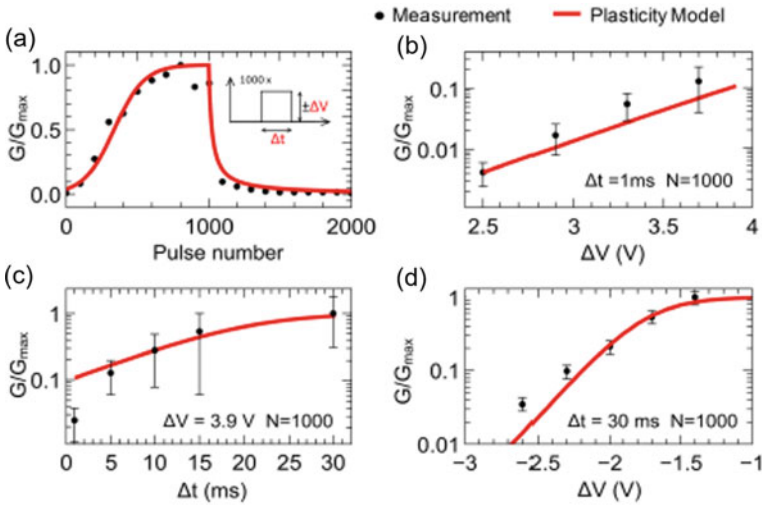 Measurement Plasticity Model
(a)
G/Gmax
1.0
0.5
0.0
0 1000 2000
Pulse number
1000 x
±ΔV
Δt
(b)
G/Gmax
0.1
0.01
Δt =1ms N=1000
2.5 3 3.5 4
ΔV (V)
(c)
G/Gmax
1
0.1
ΔV = 3.9 V N=1000
0 5 10 15 20 25 30
Δt (ms)
(d)
G/Gmax
1
0.1
0.01
Δt = 30 ms N=1000
−3 −2.5 −2 −1.5 −1
ΔV (V)